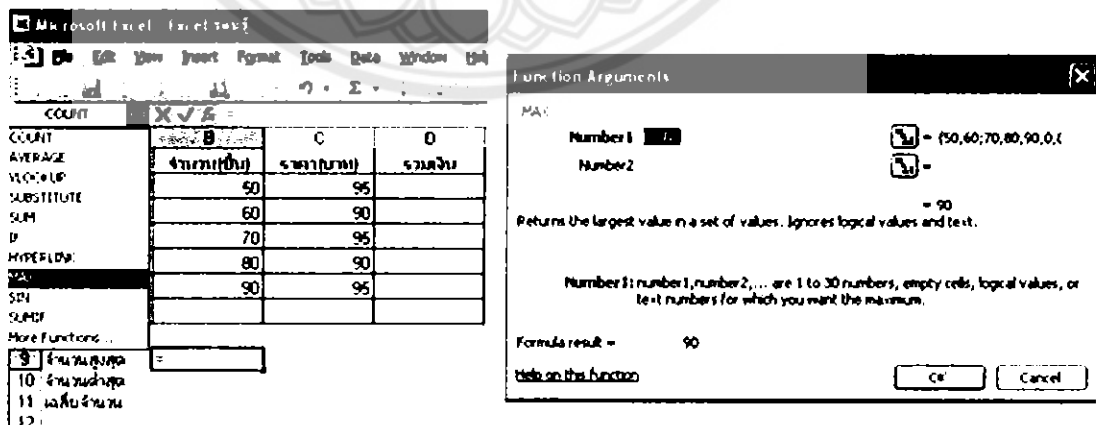 Microsoft Excel - Excel
File Edit View Insert Format Tools Data Window Hel
COUNT =
COUNT
AVERAGE
VLOOKUP
SUBSTITUTE
SUM
IF
HYPERLINK
MAX
SIN
SUMIF
More Functions...
B C D
จำนวน(ปืน) ราคา(บาท) รวมเงิน
50 95
60 90
70 95
80 90
90 95
9 จำนวนสูงสุด =
10 จำนวนต่ำสุด
11 เฉลี่ยจำนวน
12
Function Arguments
MAX
Number1 = {50,60;70,80,90,0,(
Number2 =
= 90
Returns the largest value in a set of values. Ignores logical values and text.
Number1: number1,number2,... are 1 to 30 numbers, empty cells, logical values, or
text numbers for which you want the maximum.
Formula result = 90
Help on this function
OK Cancel